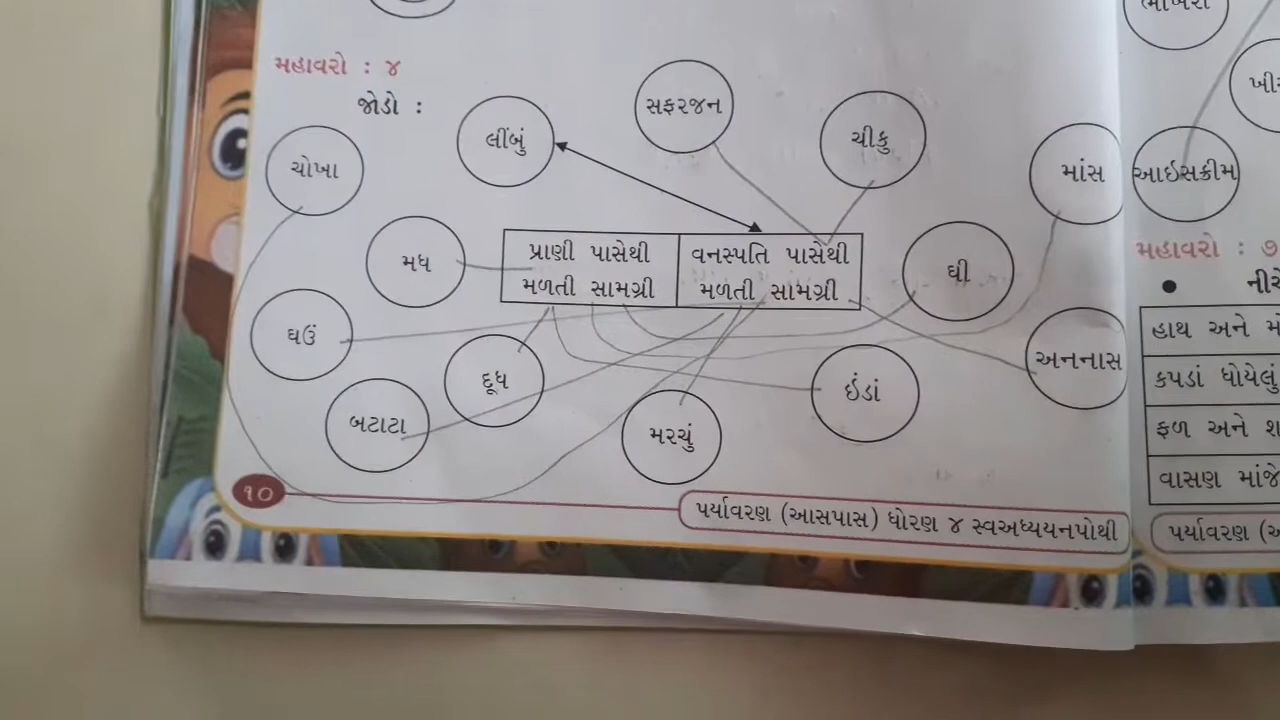 મહાવરો : ૪
જોડો :
લીંબું
સફરજન
ચીકુ
ચોખા
માંસ
મધ
પ્રાણી પાસેથી
મળતી સામગ્રી
વનસ્પતિ પાસેથી
મળતી સામગ્રી
ઘી
ઘઉં
દૂધ
અનનાસ
બટાટા
મરચું
ઈંડાં
૧૦
પર્યાવરણ (આસપાસ) ધોરણ ૪ સ્વઅધ્યયનપોથી
આઇસક્રીમ
મહાવરો : ૭
હાથ અને
કપડાં ધોયેલું
ફળ અને
વાસણ
પર્યાવરણ